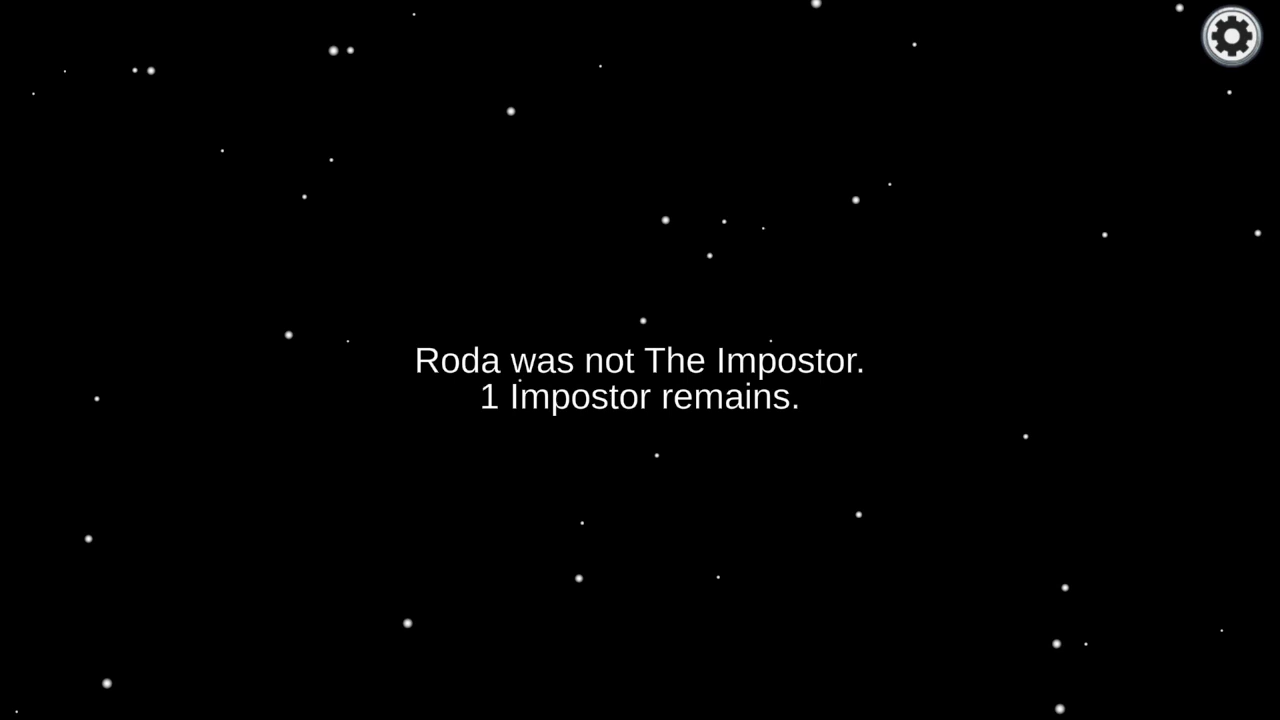 Roda was not The Impostor.
1 Impostor remains.